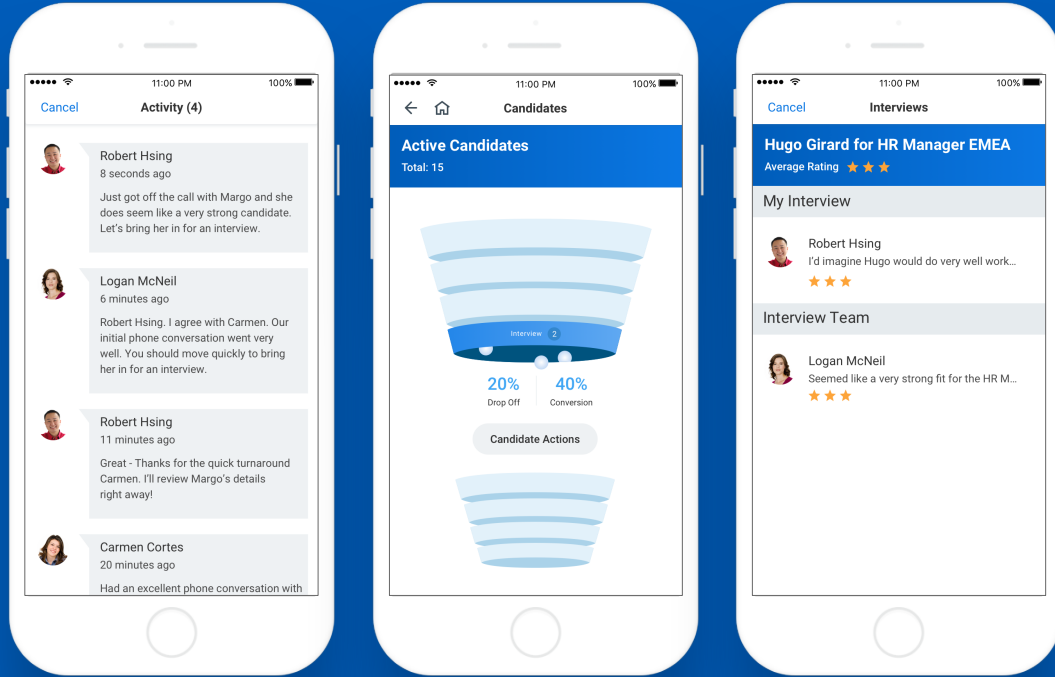 11:00 PM
100%
Cancel
Activity (4)
Robert Hsing
8 seconds ago
Just got off the call with Margo and she
does seem like a very strong candidate.
Let's bring her in for an interview.
Logan McNeil
6 minutes ago
Robert Hsing. I agree with Carmen. Our
initial phone conversation went very
well. You should move quickly to bring
her in for an interview.
Robert Hsing
11 minutes ago
Great - Thanks for the quick turnaround
Carmen. I'll review Margo's details
right away!
Carmen Cortes
20 minutes ago
Had an excellent phone conversation with
11:00 PM
100%
Candidates
Active Candidates
Total: 15
Interview 2
20% 40%
Drop Off Conversion
Candidate Actions
11:00 PM
100%
Cancel
Interviews
Hugo Girard for HR Manager EMEA
Average Rating
My Interview
Robert Hsing
I'd imagine Hugo would do very well work...
Interview Team
Logan McNeil
Seemed like a very strong fit for the HR M...